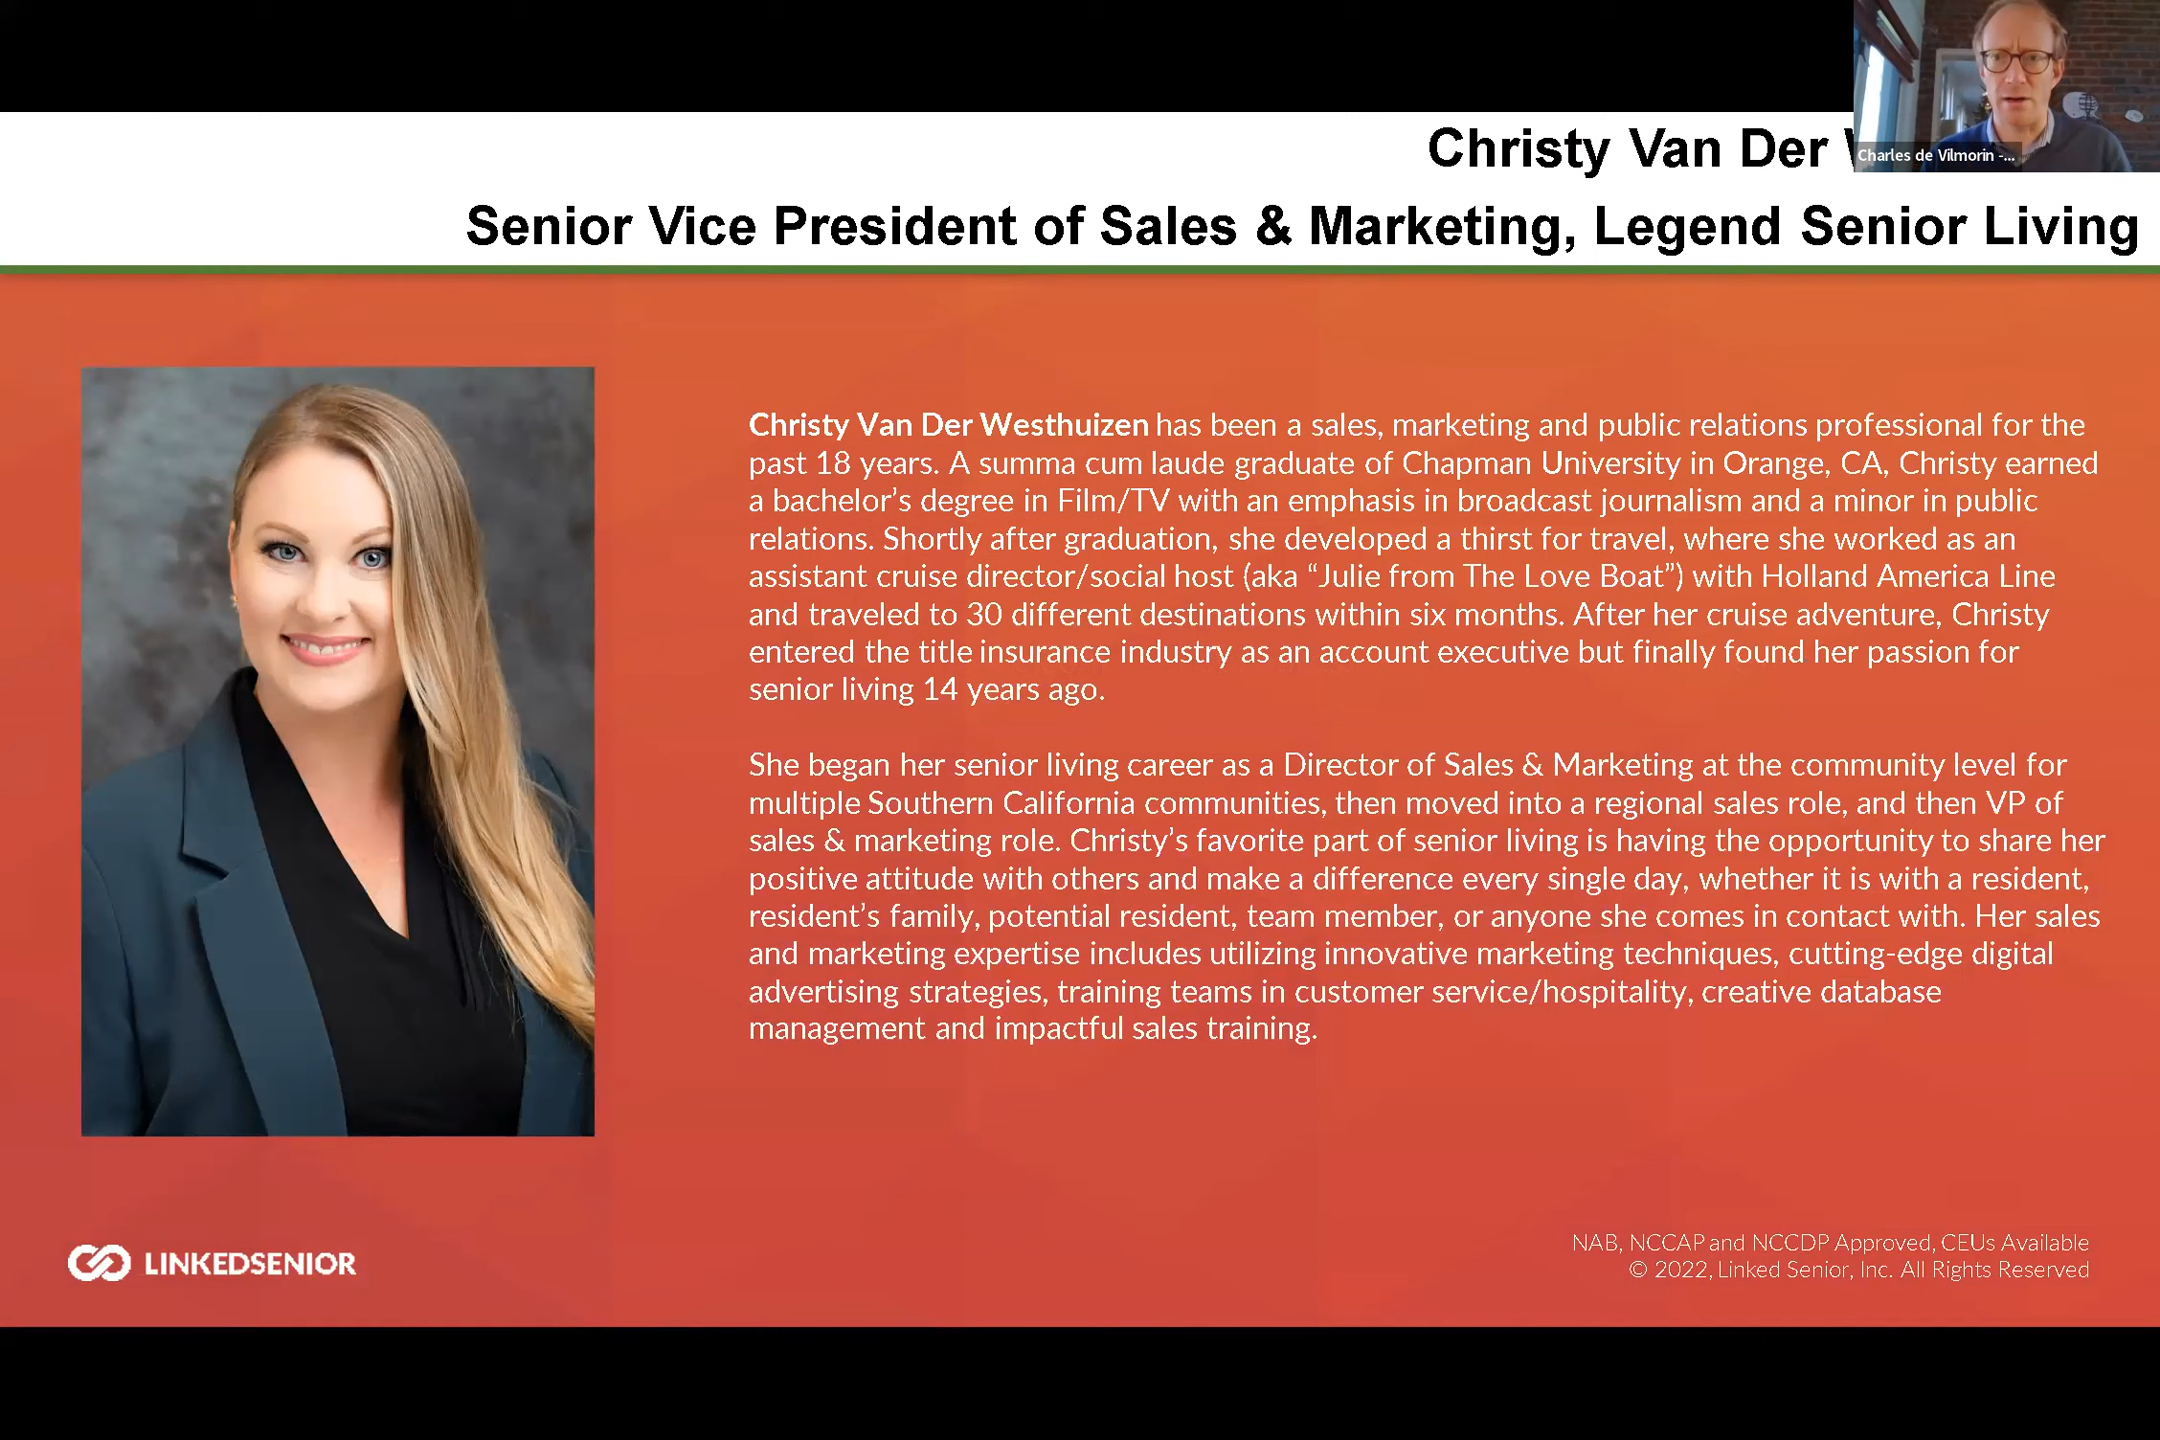 Christy Van Der
Charles de Vilmorin -...
Senior Vice President of Sales & Marketing, Legend Senior Living
Christy Van Der Westhuizen has been a sales, marketing and public relations professional for the
past 18 years. A summa cum laude graduate of Chapman University in Orange, CA, Christy earned
a bachelor’s degree in Film/TV with an emphasis in broadcast journalism and a minor in public
relations. Shortly after graduation, she developed a thirst for travel, where she worked as an
assistant cruise director/social host (aka “Julie from The Love Boat”) with Holland America Line
and traveled to 30 different destinations within six months. After her cruise adventure, Christy
entered the title insurance industry as an account executive but finally found her passion for
senior living 14 years ago.
She began her senior living career as a Director of Sales & Marketing at the community level for
multiple Southern California communities, then moved into a regional sales role, and then VP of
sales & marketing role. Christy’s favorite part of senior living is having the opportunity to share her
positive attitude with others and make a difference every single day, whether it is with a resident,
resident’s family, potential resident, team member, or anyone she comes in contact with. Her sales
and marketing expertise includes utilizing innovative marketing techniques, cutting-edge digital
advertising strategies, training teams in customer service/hospitality, creative database
management and impactful sales training.
LINKEDSENIOR
NAB, NCCAP and NCCDP Approved, CEUs Available
© 2022, Linked Senior, Inc. All Rights Reserved